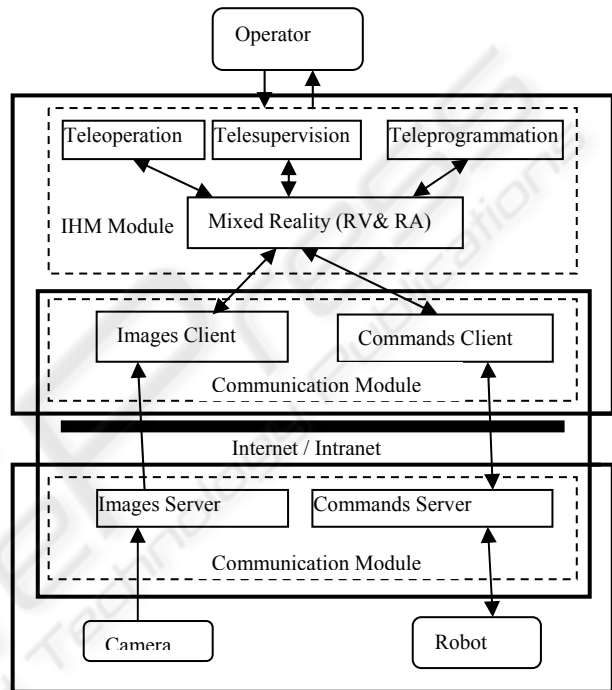 Operator
Teleoperation
Telesupervision
Teleprogrammation
IHM Module
Mixed Reality (RV& RA)
Images Client
Commands Client
Communication Module
Internet / Intranet
Images Server
Commands Server
Communication Module
Camera
Robot